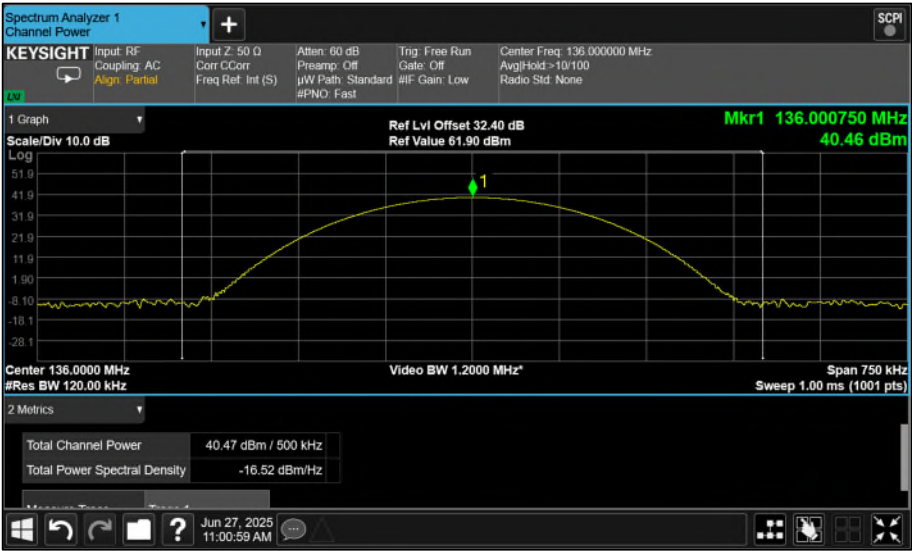 Spectrum Analyzer 1
Channel Power
+
SCPI
KEYSIGHT
Input: RF
Coupling: AC
Align: Partial
Input Z: 50 Ω
Corr CCorr
Freq Ref: Int (S)
Atten: 60 dB
Preamp: Off
µW Path: Standard
#PNO: Fast
Trig: Free Run
Gate: Off
#IF Gain: Low
Center Freq: 136.000000 MHz
Avg|Hold:>10/100
Radio Std: None
LXI
1 Graph
Scale/Div 10.0 dB
Ref Lvl Offset 32.40 dB
Ref Value 61.90 dBm
Mkr1 136.000750 MHz
40.46 dBm
Log
51.9
41.9
31.9
21.9
11.9
1.90
-8.10
-18.1
-28.1
1
Center 136.0000 MHz
#Res BW 120.00 kHz
Video BW 1.2000 MHz*
Span 750 kHz
Sweep 1.00 ms (1001 pts)
2 Metrics
Total Channel Power 40.47 dBm / 500 kHz
Total Power Spectral Density -16.52 dBm/Hz
?
Jun 27, 2025
11:00:59 AM